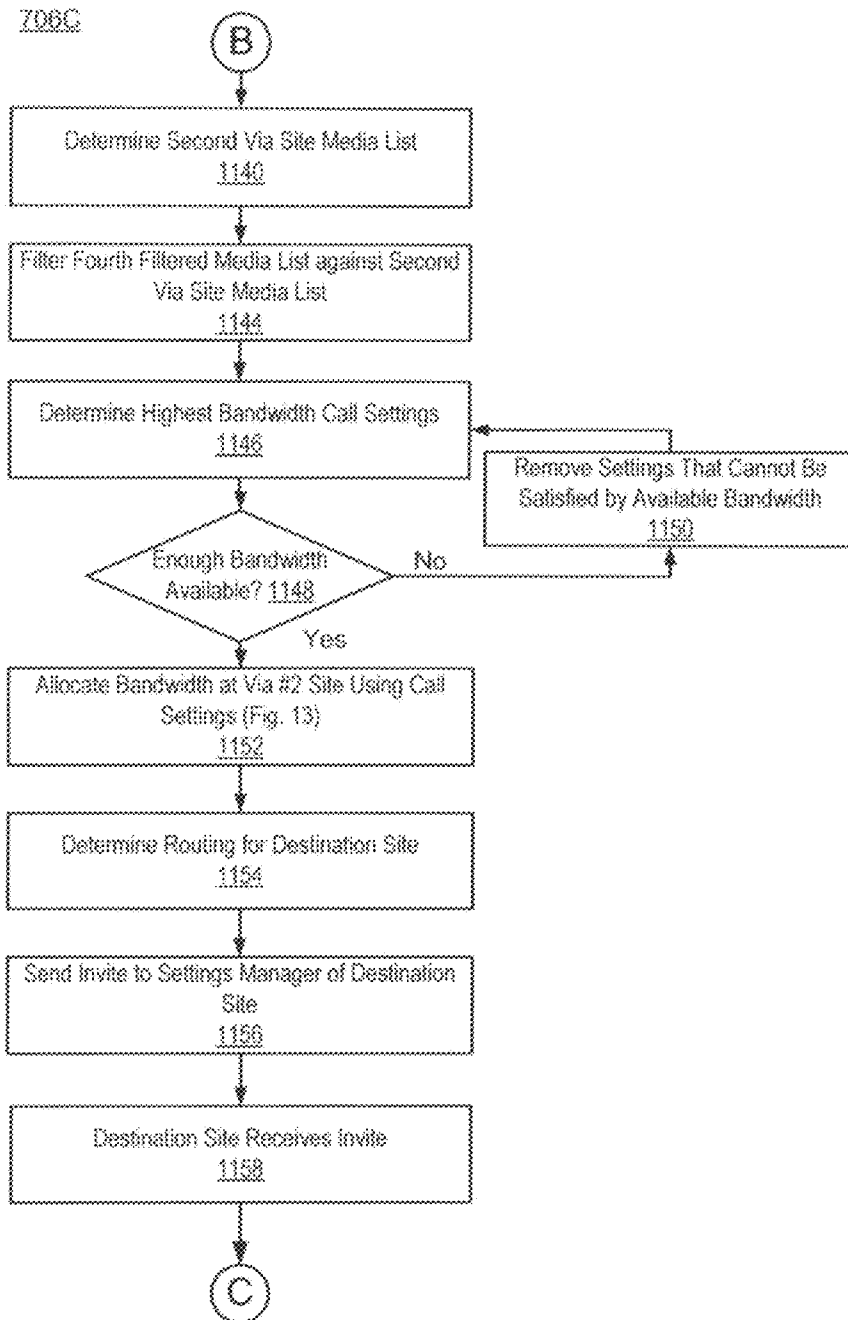 706C
B
Determine Second Via Site Media List
1140
Filter Fourth Filtered Media List against Second
Via Site Media List
1144
Determine Highest Bandwidth Call Settings
1146
Remove Settings That Cannot Be
Satisfied by Available Bandwidth
1150
Enough Bandwidth
Available? 1148
No
Yes
Allocate Bandwidth at Via #2 Site Using Call
Settings (Fig. 13)
1152
Determine Routing for Destination Site
1154
Send Invite to Settings Manager of Destination
Site
1156
Destination Site Receives Invite
1158
C